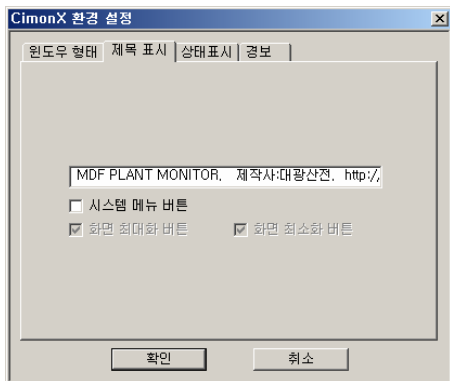 CimonX 환경 설정
윈도우 형태 제목 표시 상태표시 경보
MDF PLANT MONITOR, 제작사:대광산전, http:/,
시스템 메뉴 버튼
화면 최대화 버튼 화면 최소화 버튼
확인 취소